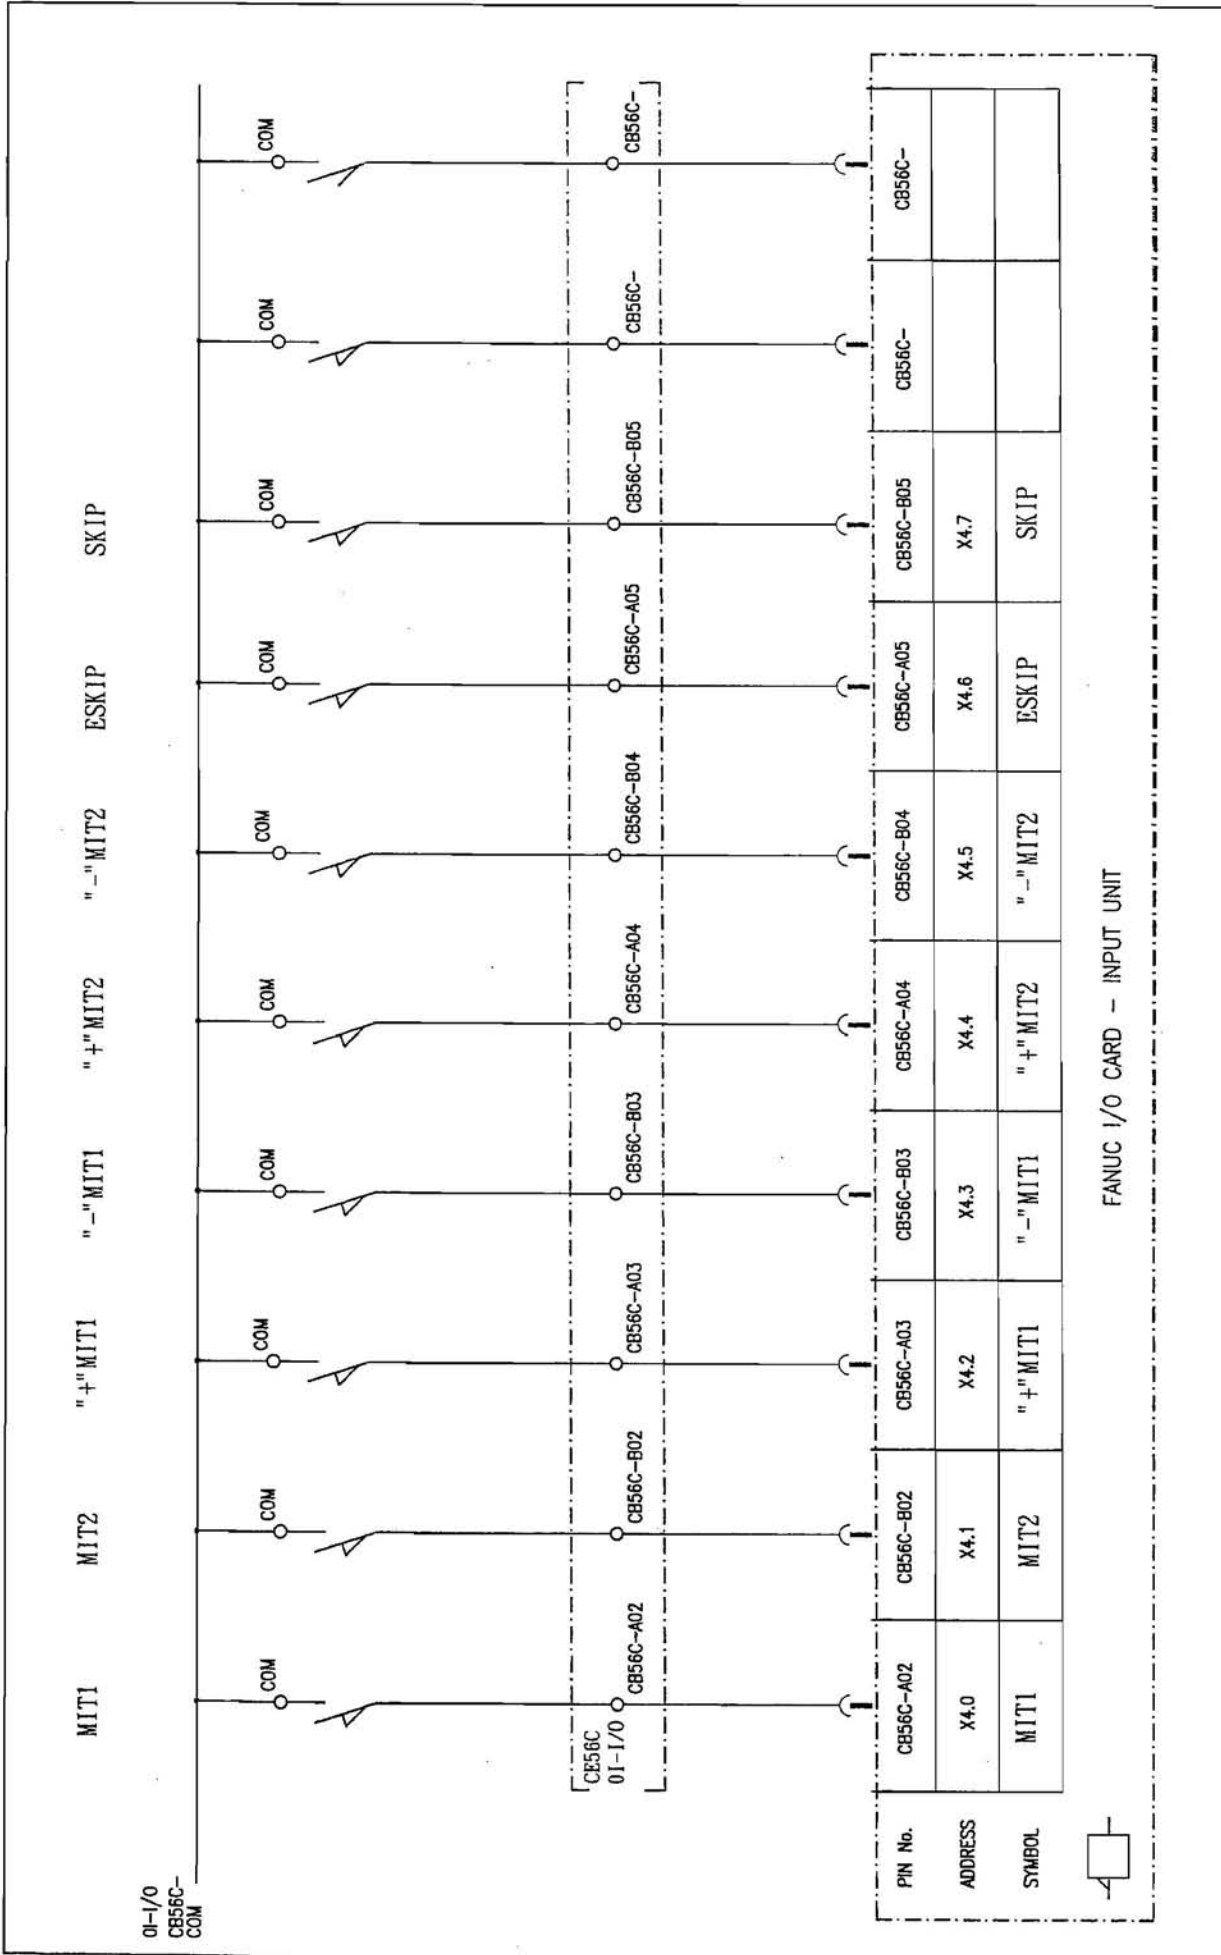 MIT1
MIT2
"+"MIT1
"-"MIT1
"+"MIT2
"-"MIT2
ESKIP
SKIP
0I-I/O
CB56C-
COM
COM
COM
COM
COM
COM
COM
COM
COM
COM
COM
CE56C
0I-I/O
CB56C-A02
CB56C-B02
CB56C-A03
CB56C-B03
CB56C-A04
CB56C-B04
CB56C-A05
CB56C-B05
CB56C-
CB56C-
PIN No.
CB56C-A02
CB56C-B02
CB56C-A03
CB56C-B03
CB56C-A04
CB56C-B04
CB56C-A05
CB56C-B05
CB56C-
CB56C-
ADDRESS
X4.0
X4.1
X4.2
X4.3
X4.4
X4.5
X4.6
X4.7
SYMBOL
MIT1
MIT2
"+"MIT1
"-"MIT1
"+"MIT2
"-"MIT2
ESKIP
SKIP
FANUC I/O CARD - INPUT UNIT